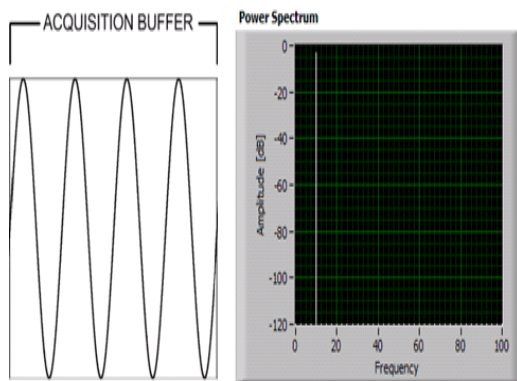 ACQUISITION BUFFER
Power Spectrum
Amplitude [dB]
0
-20
-40
-60
-80
-100
-120
0 20 40 60 80 100
Frequency